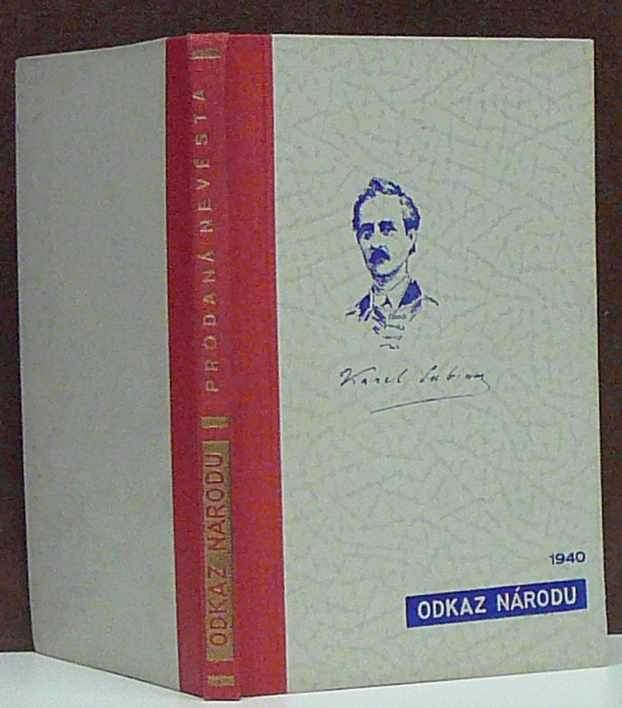 ODKAZ NÁRODU
PRODANÁ NEVĚSTA
Karel Sabina
1940
ODKAZ NÁRODU